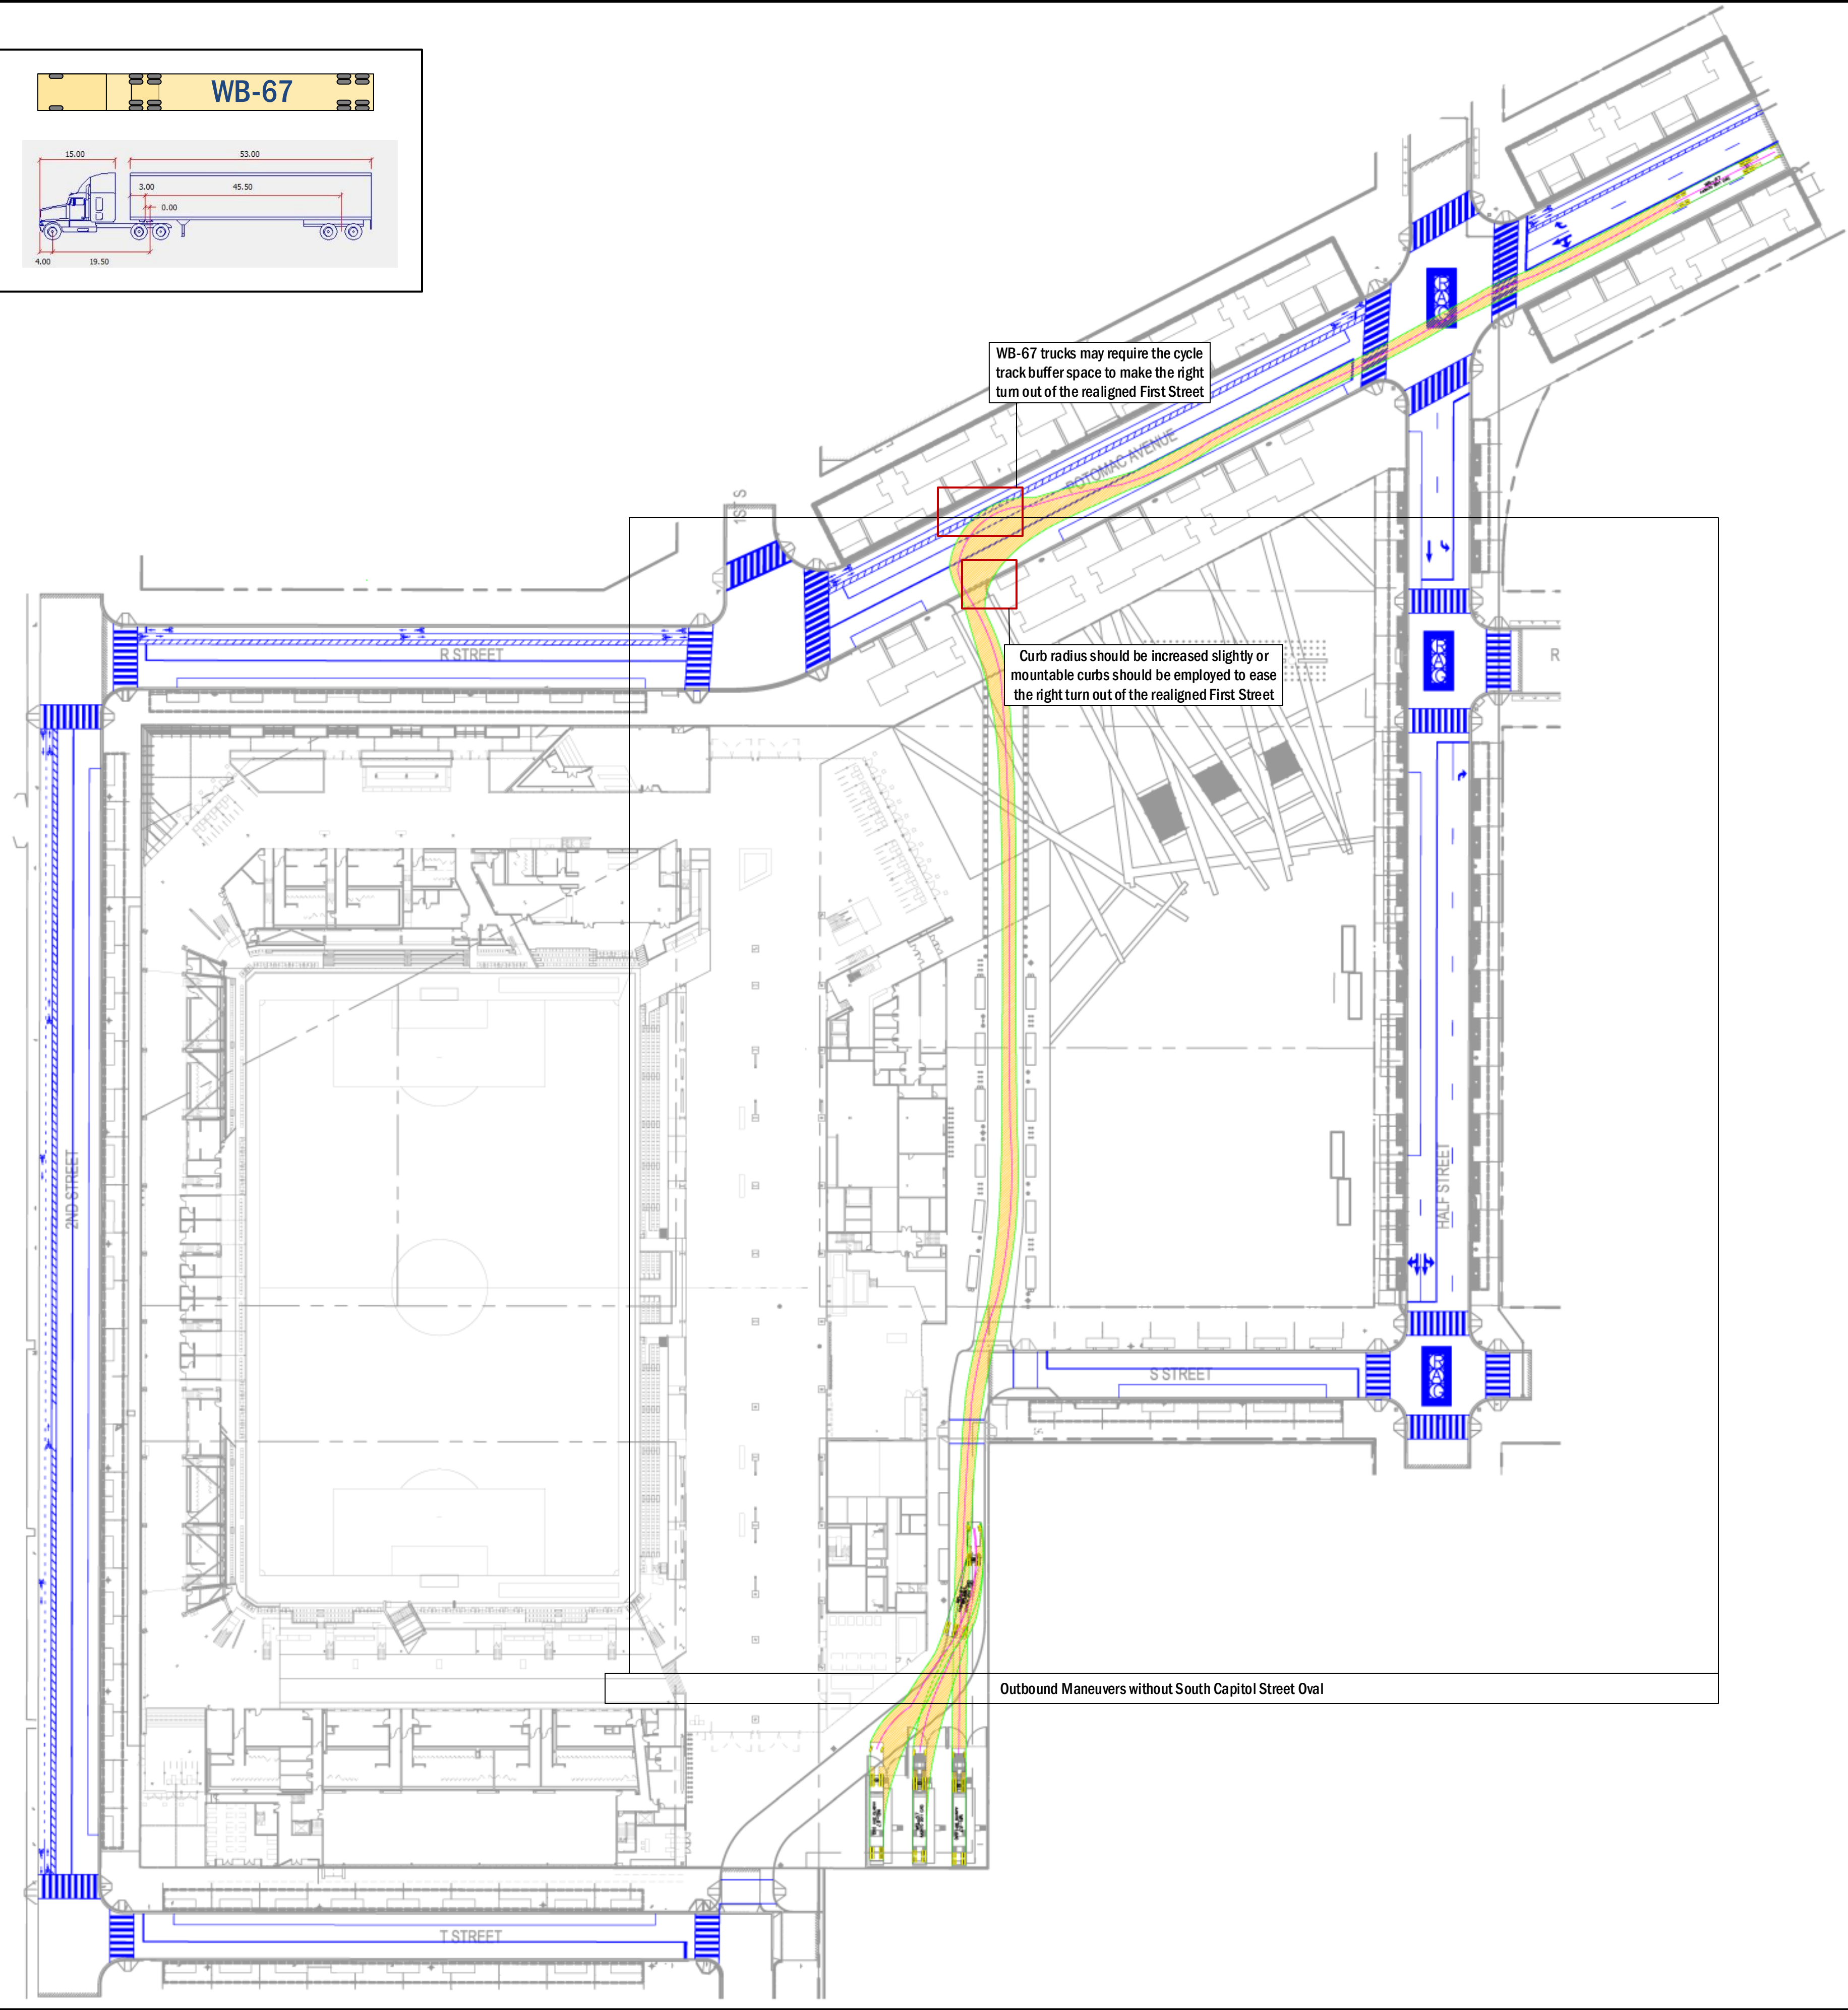 WB-67
15.00
53.00
3.00
45.50
0.00
4.00
19.50
WB-67 trucks may require the cycle
track buffer space to make the right
turn out of the realigned First Street
POTOMAC AVENUE
1ST S
Curb radius should be increased slightly or
mountable curbs should be employed to ease
the right turn out of the realigned First Street
R STREET
R
2ND STREET
HALF STREET
S STREET
Outbound Maneuvers without South Capitol Street Oval
T STREET